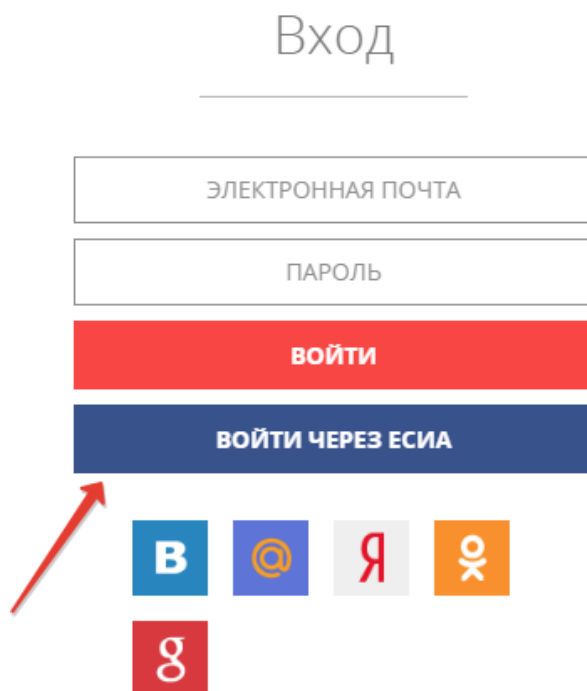 Вход
ЭЛЕКТРОННАЯ ПОЧТА
ПАРОЛЬ
ВОЙТИ
ВОЙТИ ЧЕРЕЗ ЕСИА
В @ Я
g